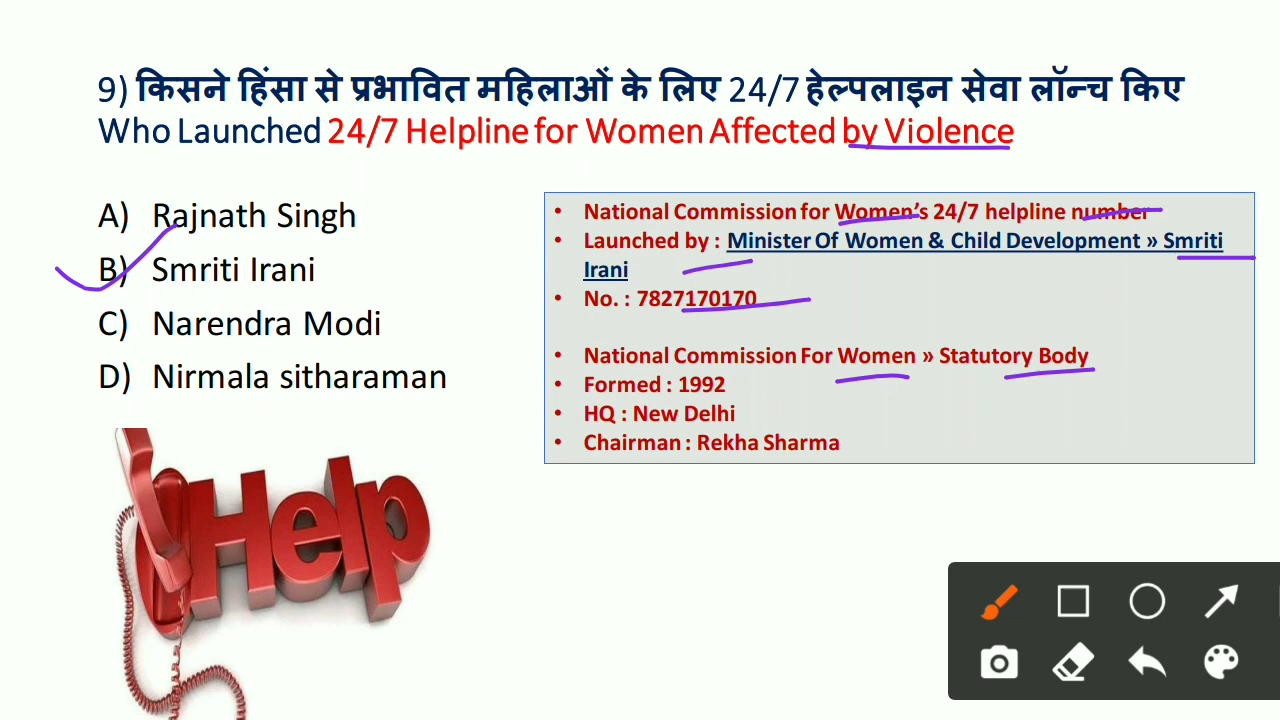 9) किसने हिंसा से प्रभावित महिलाओं के लिए 24/7 हेल्पलाइन सेवा लॉन्च किए
Who Launched 24/7 Helpline for Women Affected by Violence
A) Rajnath Singh
B) Smriti Irani
C) Narendra Modi
D) Nirmala sitharaman
• National Commission for Women's 24/7 helpline number
• Launched by : Minister Of Women & Child Development » Smriti
Irani
• No. : 7827170170
• National Commission For Women » Statutory Body
• Formed : 1992
• HQ : New Delhi
• Chairman : Rekha Sharma
Help